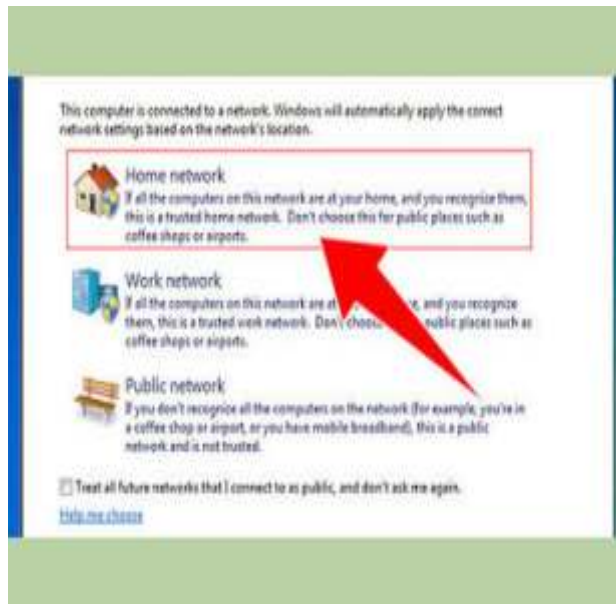 This computer is connected to a network. Windows will automatically apply the correct
network settings based on the network's location.
Home network
If all the computers on this network are at your home, and you recognize them,
this is a trusted home network. Don't choose this for public places such as
coffee shops or airports.
Work network
If all the computers on this network are at, and you recognize
them, this is a trusted work network. Don't choose public places such as
coffee shops or airports.
Public network
If you don't recognize all the computers on the network (for example, you're in
a coffee shop or airport, or you have mobile broadband), this is a public
network and is not trusted.
Treat all future networks that I connect to as public, and don't ask me again.
Help me choose